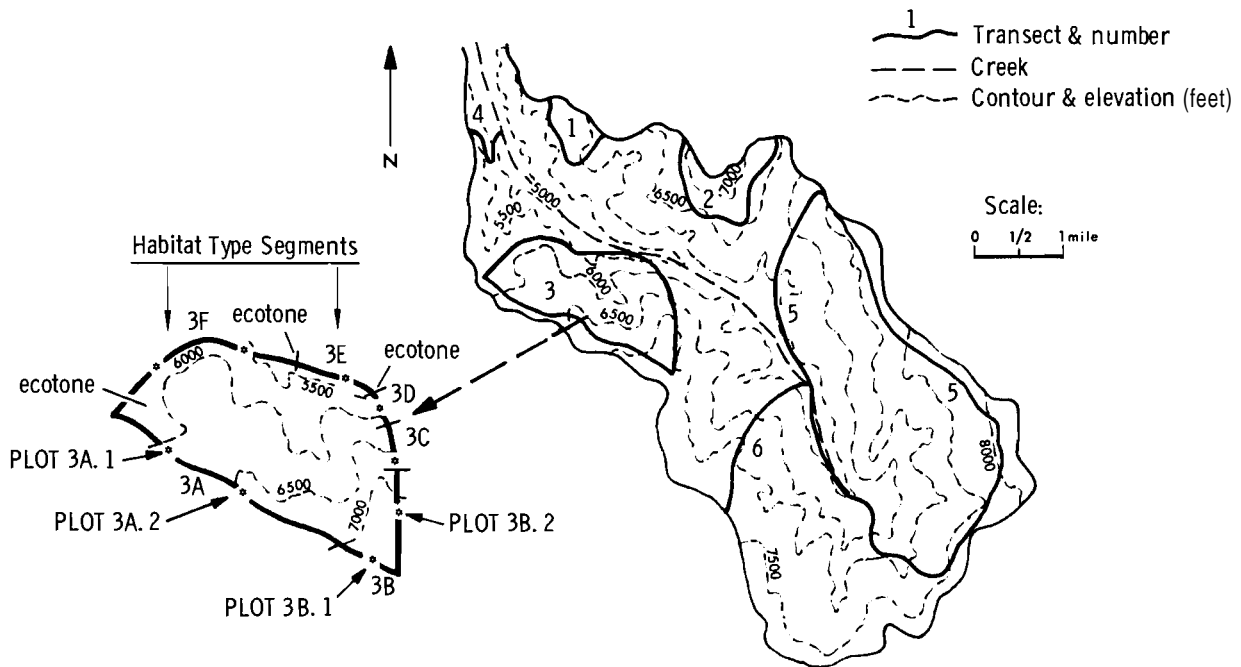 1
Transect & number
Creek
Contour & elevation (feet)
N
Scale:
0 1/2 1 mile
4
1
2
7000
6500
5000
5500
3
6000
6500
5
5
8000
6
7500
Habitat Type Segments
3F
ecotone
6000
3E
ecotone
5500
3D
3C
ecotone
PLOT 3A. 1
3A
6500
PLOT 3A. 2
7000
PLOT 3B. 2
3B
PLOT 3B. 1